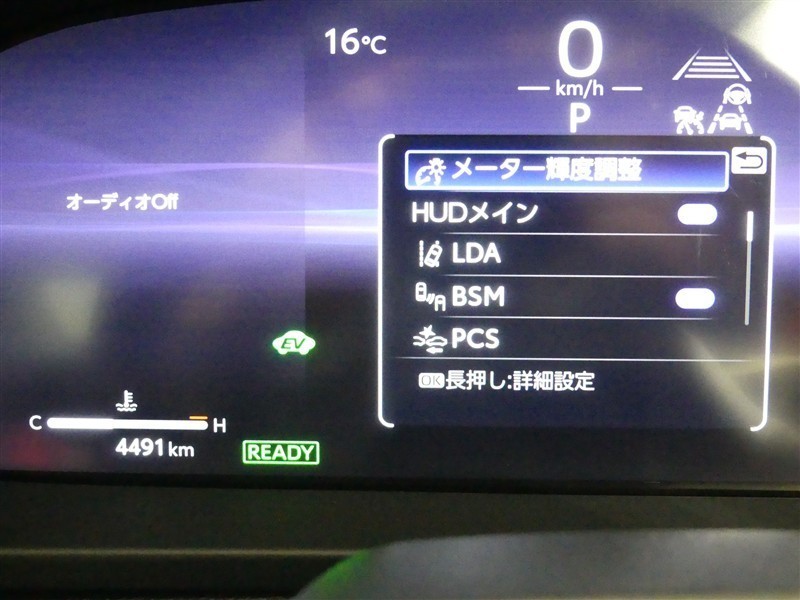 16℃
0
km/h
P
メーター輝度調整
オーディオOff
HUDメイン
LDA
BSM
EV
PCS
OK長押し:詳細設定
C H
4491 km
READY